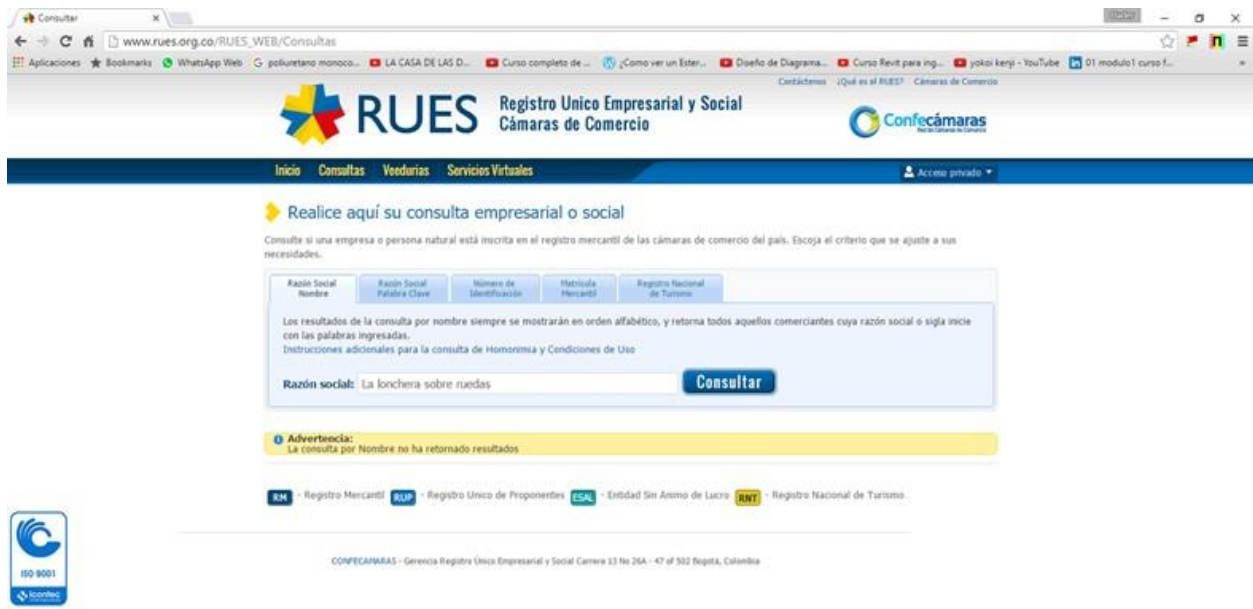 Consultar
www.rues.org.co/RUES_WEB/Consultas
Aplicaciones Bookmarks WhatsApp Web poliuretano monoco... LA CASA DE LAS D... Curso completo de ... ¿Como ver un Ester... Diseño de Diagrama... Curso Revit para ing... yokoi kenji - YouTube 01 modulo1 curso f...
Contáctenos ¿Qué es el RUES? Cámaras de Comercio
RUES Registro Unico Empresarial y Social
Cámaras de Comercio
Confecámaras
Red de Cámaras de Comercio
Inicio Consultas Veedurias Servicios Virtuales Acceso privado
Realice aquí su consulta empresarial o social
Consulte si una empresa o persona natural está inscrita en el registro mercantil de las cámaras de comercio del país. Escoja el criterio que se ajuste a sus
necesidades.
Razón Social Nombre
Razón Social Palabra Clave
Número de Identificación
Matrícula Mercantil
Registro Nacional de Turismo
Los resultados de la consulta por nombre siempre se mostrarán en orden alfabético, y retorna todos aquellos comerciantes cuya razón social o sigla inicie
con las palabras ingresadas.
Instrucciones adicionales para la consulta de Homonimia y Condiciones de Uso
Razón social: La lonchera sobre ruedas Consultar
Advertencia:
La consulta por Nombre no ha retornado resultados
RM - Registro Mercantil RUP - Registro Unico de Proponentes ESAL - Entidad Sin Animo de Lucro RNT - Registro Nacional de Turismo
CONFECAMARAS - Gerencia Registro Único Empresarial y Social Carrera 13 No 26A - 47 of 502 Bogotá, Colombia
ISO 9001
icontec